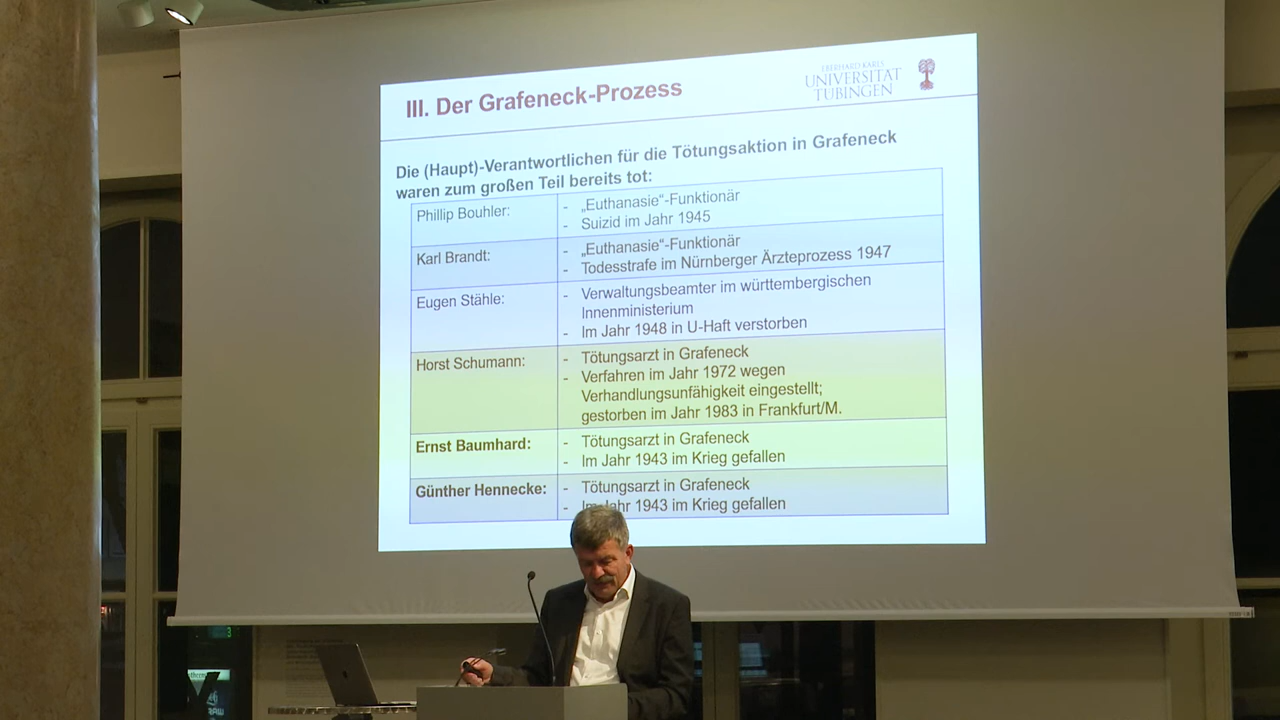 III. Der Grafeneck-Prozess
EBERHARD KARLS
UNIVERSITÄT
TÜBINGEN
Die (Haupt)-Verantwortlichen für die Tötungsaktion in Grafeneck
waren zum großen Teil bereits tot:
Phillip Bouhler:
- „Euthanasie“-Funktionär
- Suizid im Jahr 1945
Karl Brandt:
- „Euthanasie“-Funktionär
- Todesstrafe im Nürnberger Ärzteprozess 1947
Eugen Stähle:
- Verwaltungsbeamter im württembergischen
Innenministerium
- Im Jahr 1948 in U-Haft verstorben
Horst Schumann:
- Tötungsarzt in Grafeneck
- Verfahren im Jahr 1972 wegen
Verhandlungsunfähigkeit eingestellt;
gestorben im Jahr 1983 in Frankfurt/M.
Ernst Baumhard:
- Tötungsarzt in Grafeneck
- Im Jahr 1943 im Krieg gefallen
Günther Hennecke:
- Tötungsarzt in Grafeneck
- Im Jahr 1943 im Krieg gefallen